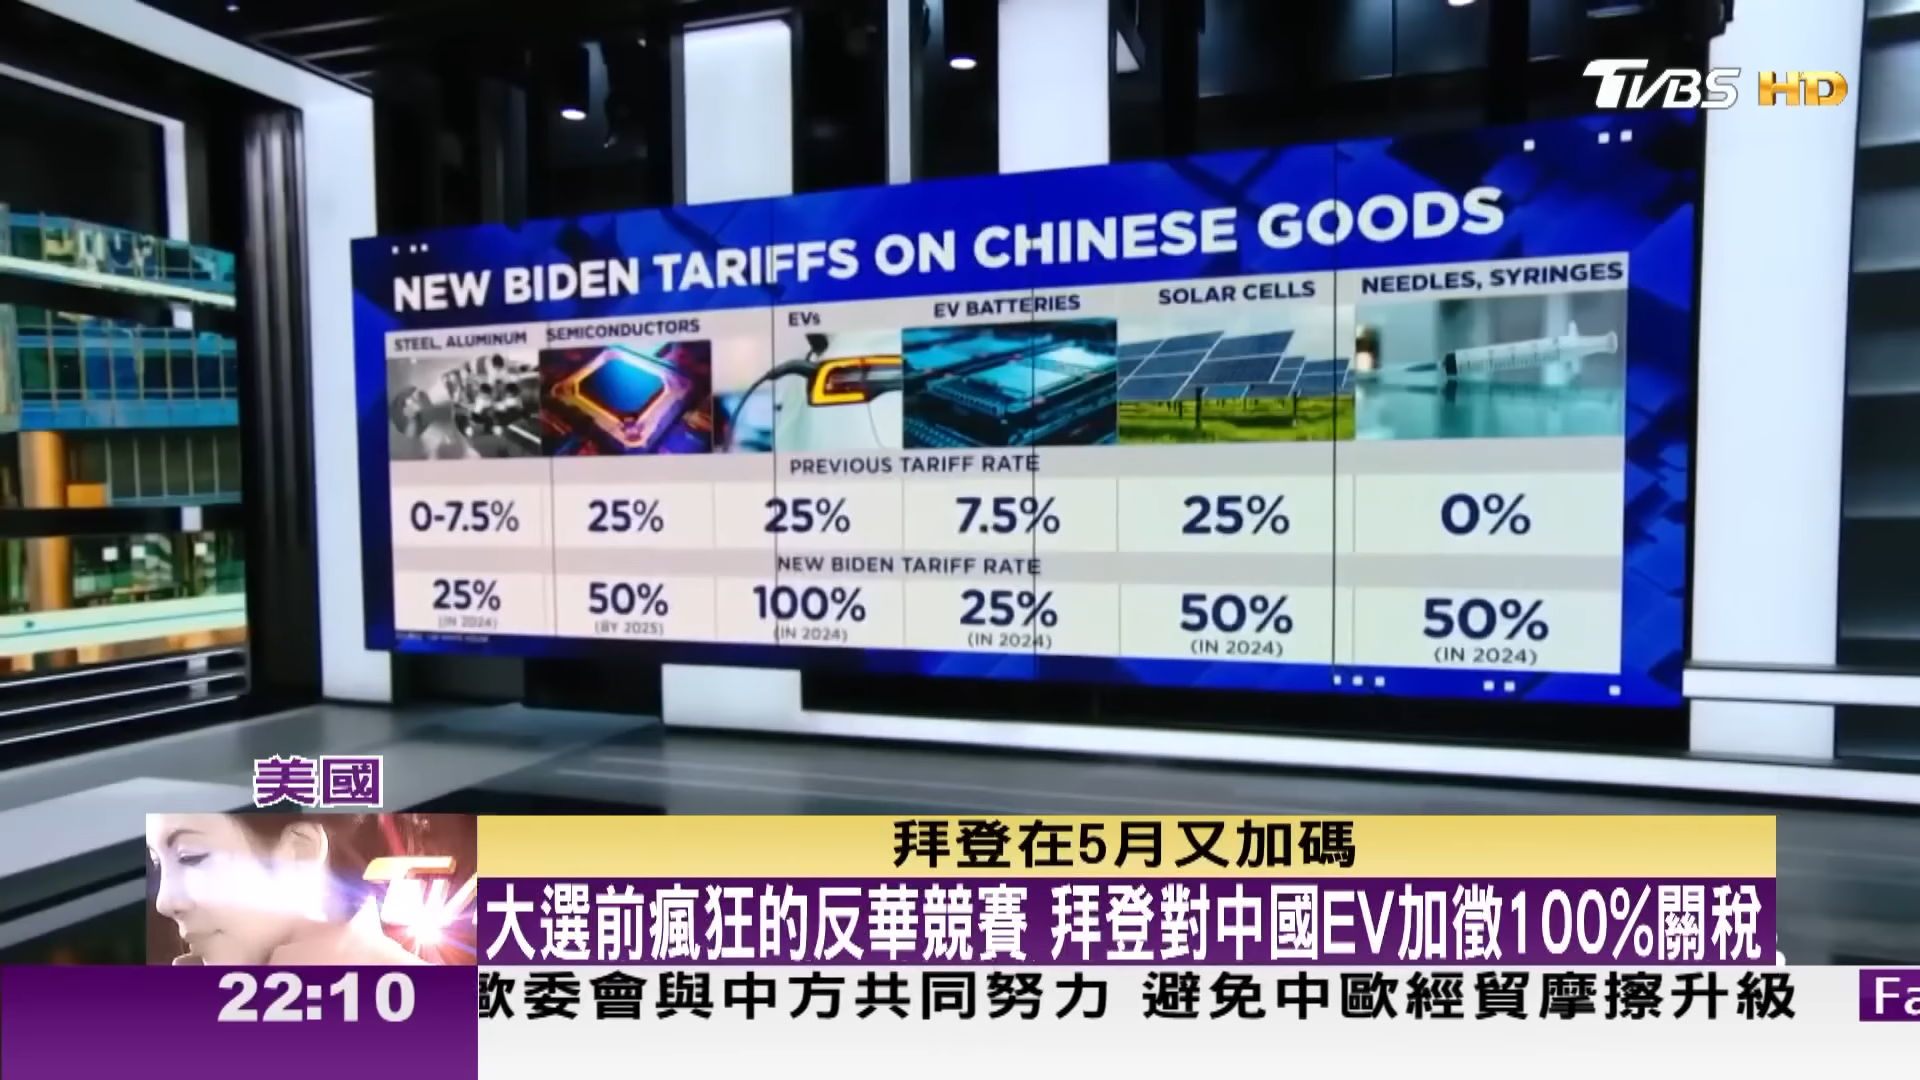 TVBS HD
NEW BIDEN TARIFFS ON CHINESE GOODS
STEEL, ALUMINUM SEMICONDUCTORS EVs EV BATTERIES SOLAR CELLS NEEDLES, SYRINGES
PREVIOUS TARIFF RATE
0-7.5% 25% 25% 7.5% 25% 0%
NEW BIDEN TARIFF RATE
25% 50% 100% 25% 50% 50%
(IN 2024) (BY 2025) (IN 2024) (IN 2024) (IN 2024) (IN 2024)
美國
拜登在5月又加碼
大選前瘋狂的反華競賽 拜登對中國EV加徵100%關稅
22:10
歐委會與中方共同努力 避免中歐經貿摩擦升級
Fa